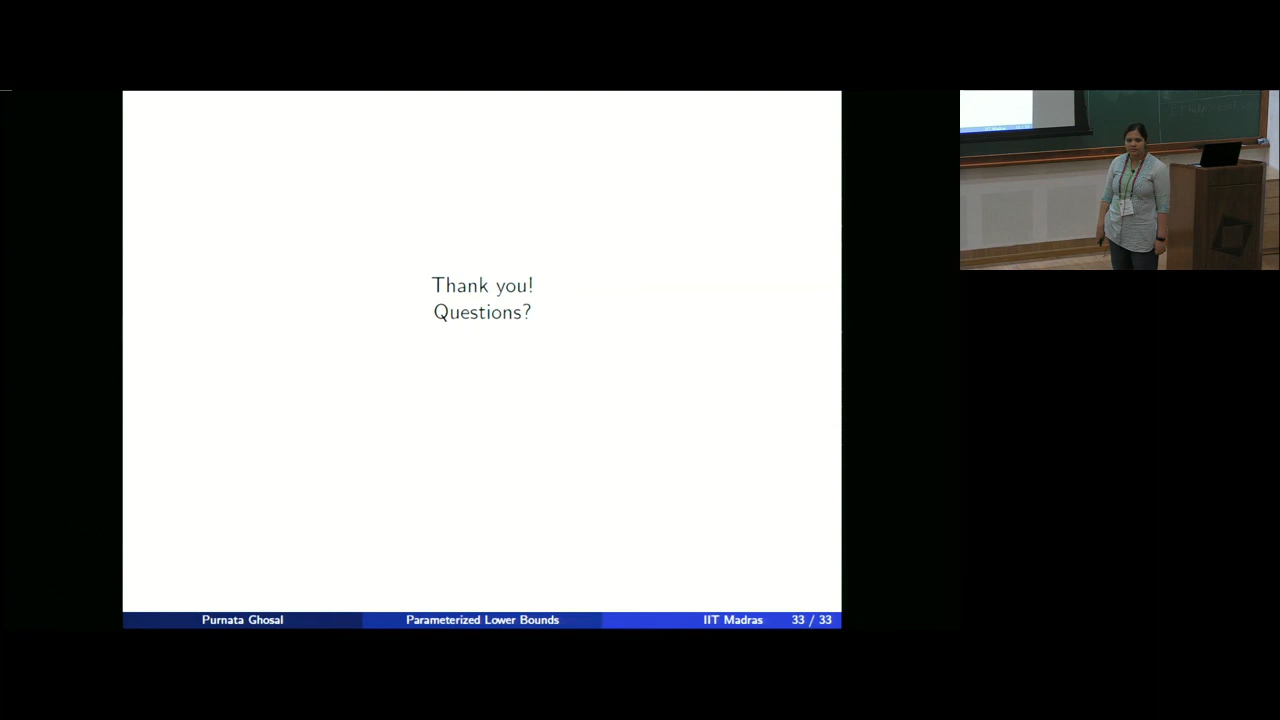 Thank you!
Questions?
Purnata Ghosal Parameterized Lower Bounds IIT Madras 33 / 33